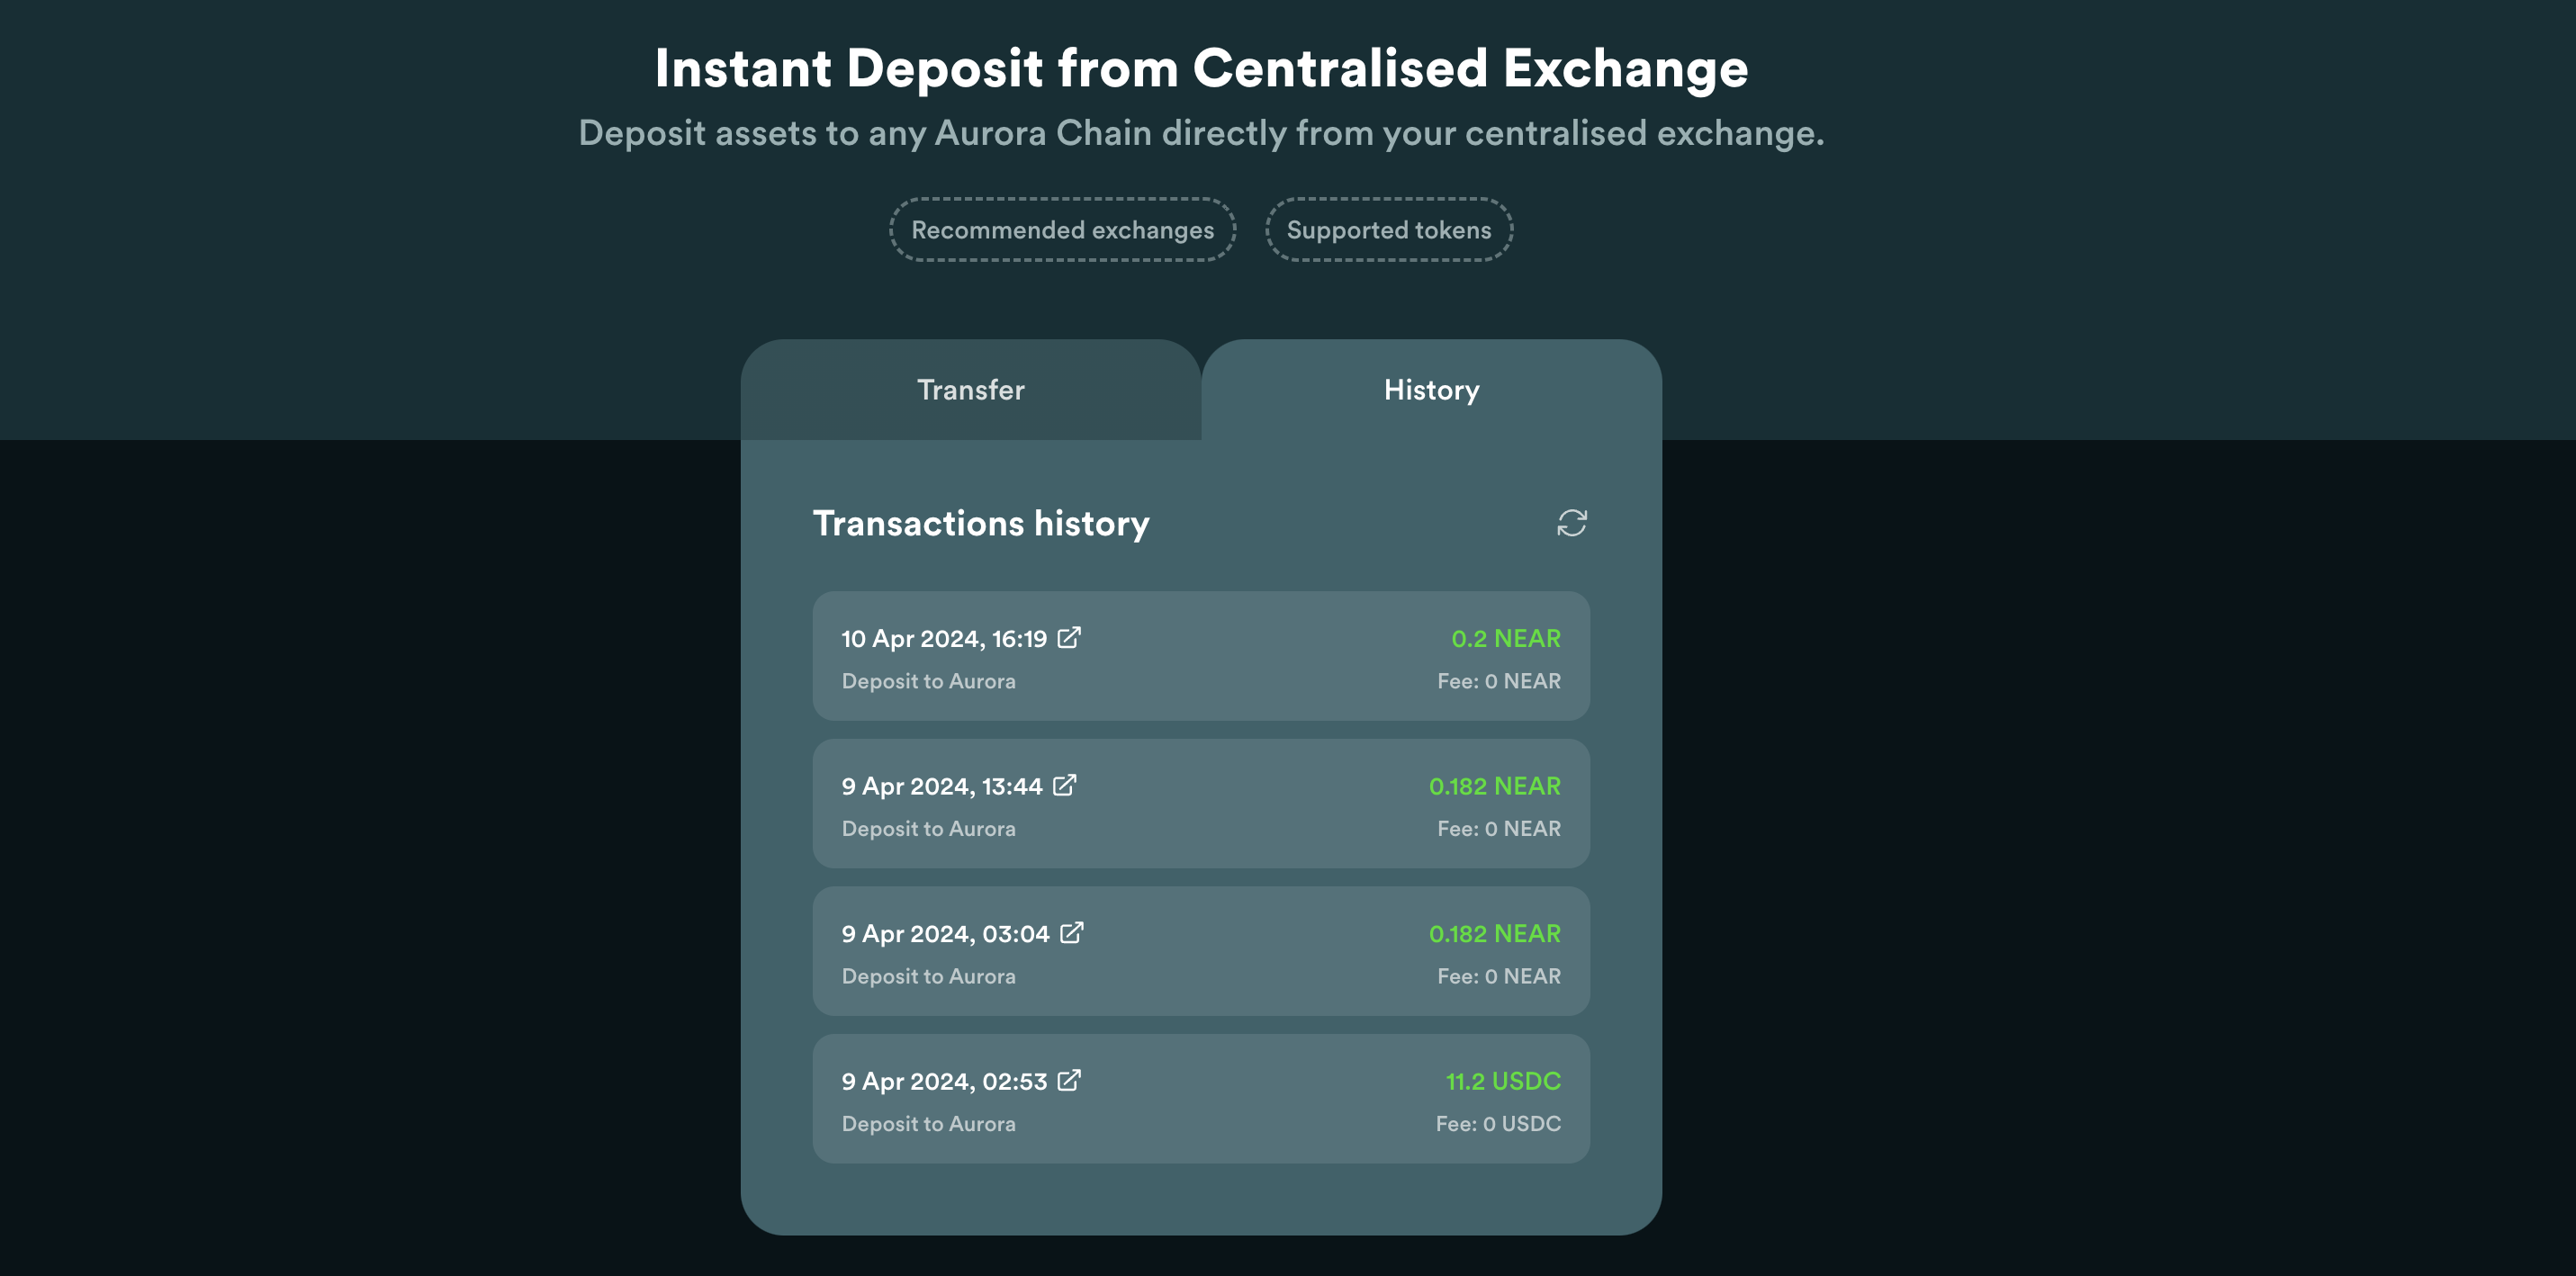 Instant Deposit from Centralised Exchange
Deposit assets to any Aurora Chain directly from your centralised exchange.
Recommended exchanges
Supported tokens
Transfer
History
Transactions history
10 Apr 2024, 16:19
0.2 NEAR
Deposit to Aurora
Fee: 0 NEAR
9 Apr 2024, 13:44
0.182 NEAR
Deposit to Aurora
Fee: 0 NEAR
9 Apr 2024, 03:04
0.182 NEAR
Deposit to Aurora
Fee: 0 NEAR
9 Apr 2024, 02:53
11.2 USDC
Deposit to Aurora
Fee: 0 USDC